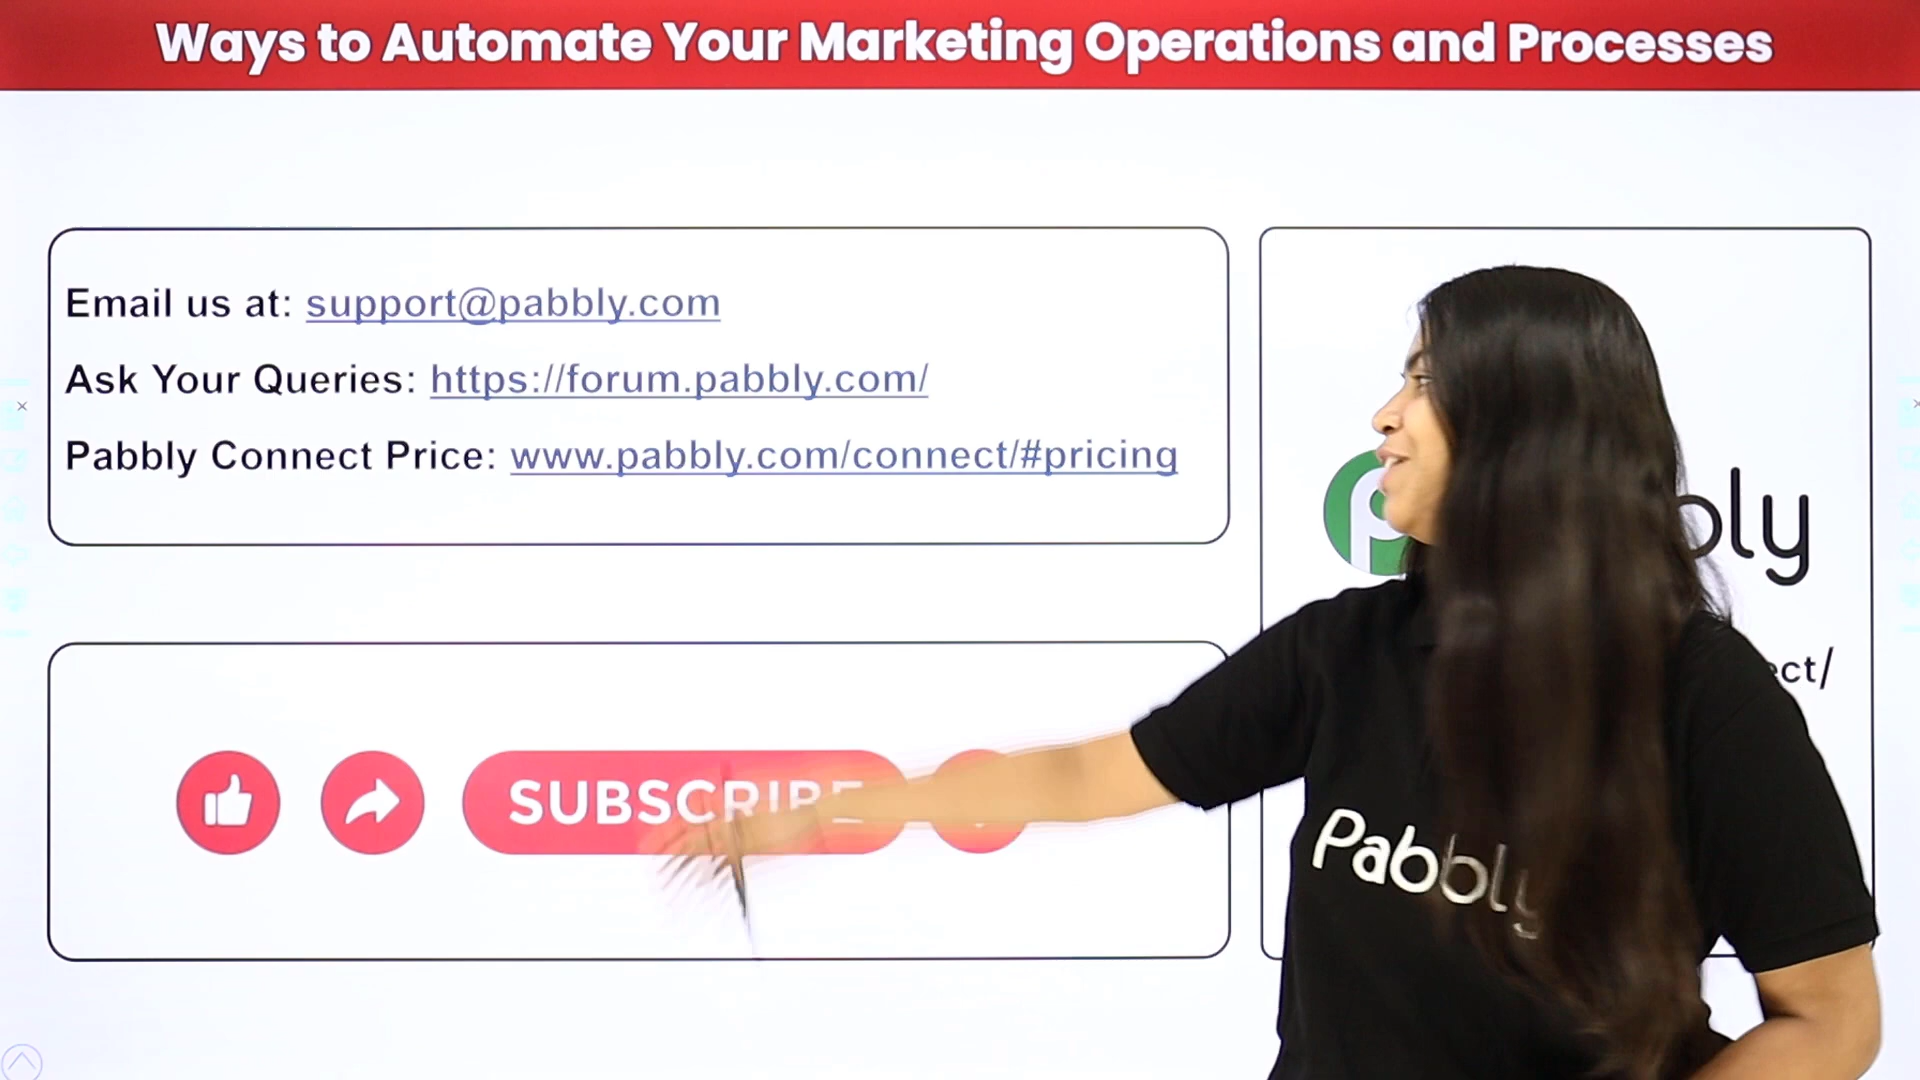 Ways to Automate Your Marketing Operations and Processes
Email us at: support@pabbly.com
Ask Your Queries: https://forum.pabbly.com/
Pabbly Connect Price: www.pabbly.com/connect/#pricing
SUBSCRIBE
Pabbly